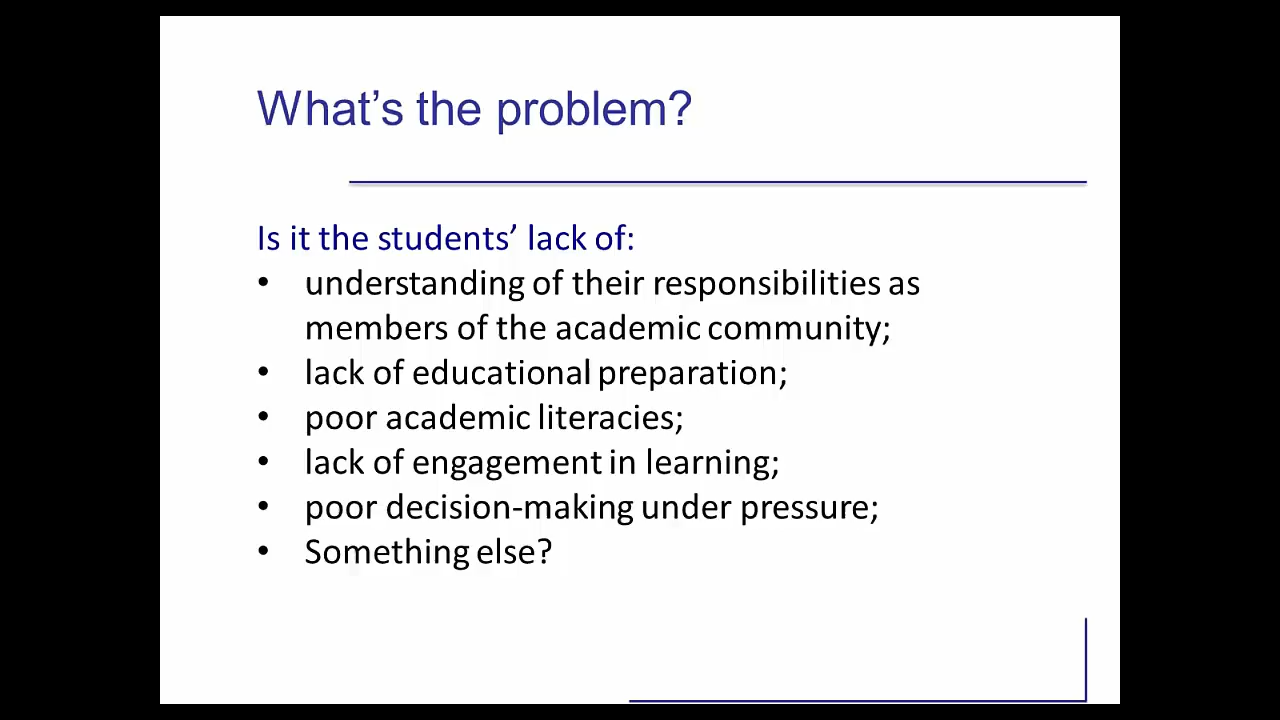 What’s the problem?
Is it the students’ lack of:
• understanding of their responsibilities as
members of the academic community;
• lack of educational preparation;
• poor academic literacies;
• lack of engagement in learning;
• poor decision-making under pressure;
• Something else?